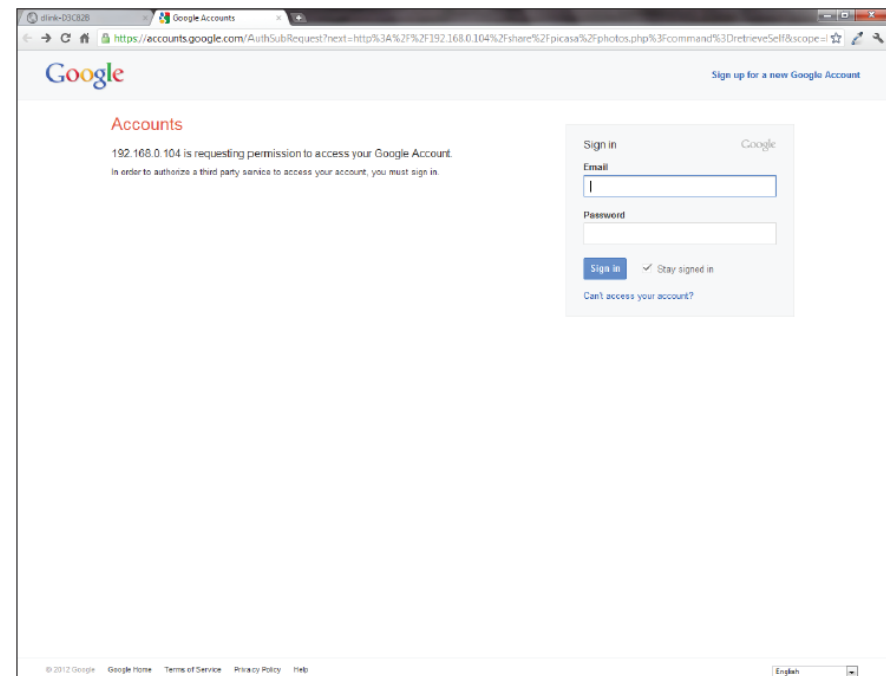 dlink-D3C82B
Google Accounts
https://accounts.google.com/AuthSubRequest?next=http%3A%2F%2F192.168.0.104%2Fshare%2Fpicasa%2Fphotos.php%3Fcommand%3DretrieveSelf&scope=
Google
Sign up for a new Google Account
Accounts
192.168.0.104 is requesting permission to access your Google Account.
In order to authorize a third party service to access your account, you must sign in.
Sign in Google
Email
Password
Sign in Stay signed in
Can't access your account?
© 2012 Google Google Home Terms of Service Privacy Policy Help
English